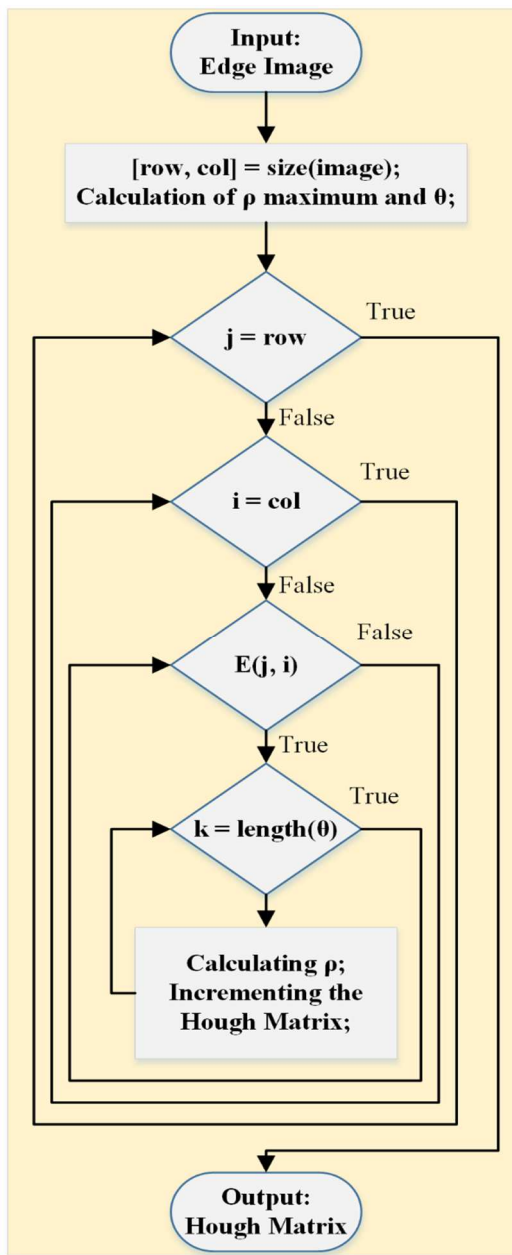 Input:
Edge Image
[row, col] = size(image);
Calculation of ρ maximum and θ;
True
j = row
False
True
i = col
False
False
E(j, i)
True
True
k = length(θ)
Calculating ρ;
Incrementing the
Hough Matrix;
Output:
Hough Matrix